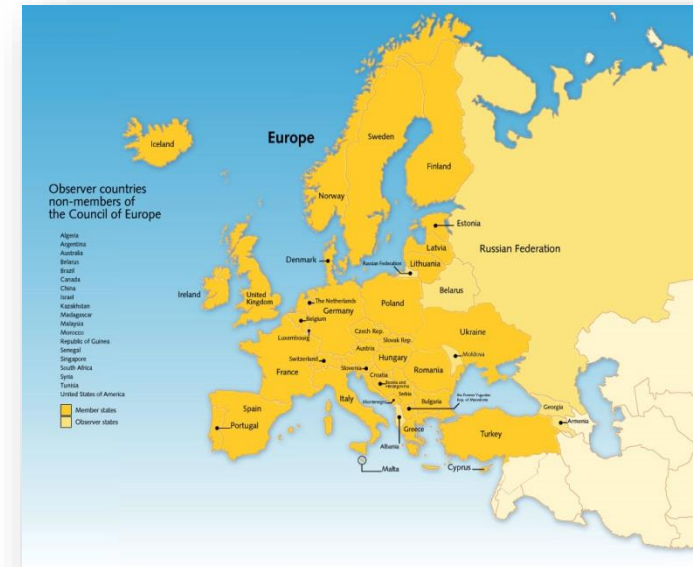 Europe
Iceland
Sweden
Finland
Norway
Observer countries
non-members of
the Council of Europe
Algeria
Argentina
Australia
Belarus
Brazil
Canada
China
Israel
Kazakhstan
Madagascar
Malaysia
Morocco
Republic of Guinea
Senegal
Singapore
South Africa
Syria
Tunisia
United States of America
Member states
Observer states
Estonia
Latvia
Russian Federation
Denmark
Russian Federation
Lithuania
Belarus
Ireland
United
Kingdom
The Netherlands
Germany
Poland
Belgium
Luxembourg
Czech Rep.
Slovak Rep.
Ukraine
Austria
Moldova
Switzerland
Hungary
France
Slovenia
Croatia
Romania
Bosnia and
Herzegovina
Serbia
Italy
Montenegro
Bulgaria
Georgia
Armenia
Spain
Portugal
Albania
Greece
Turkey
Malta
Cyprus